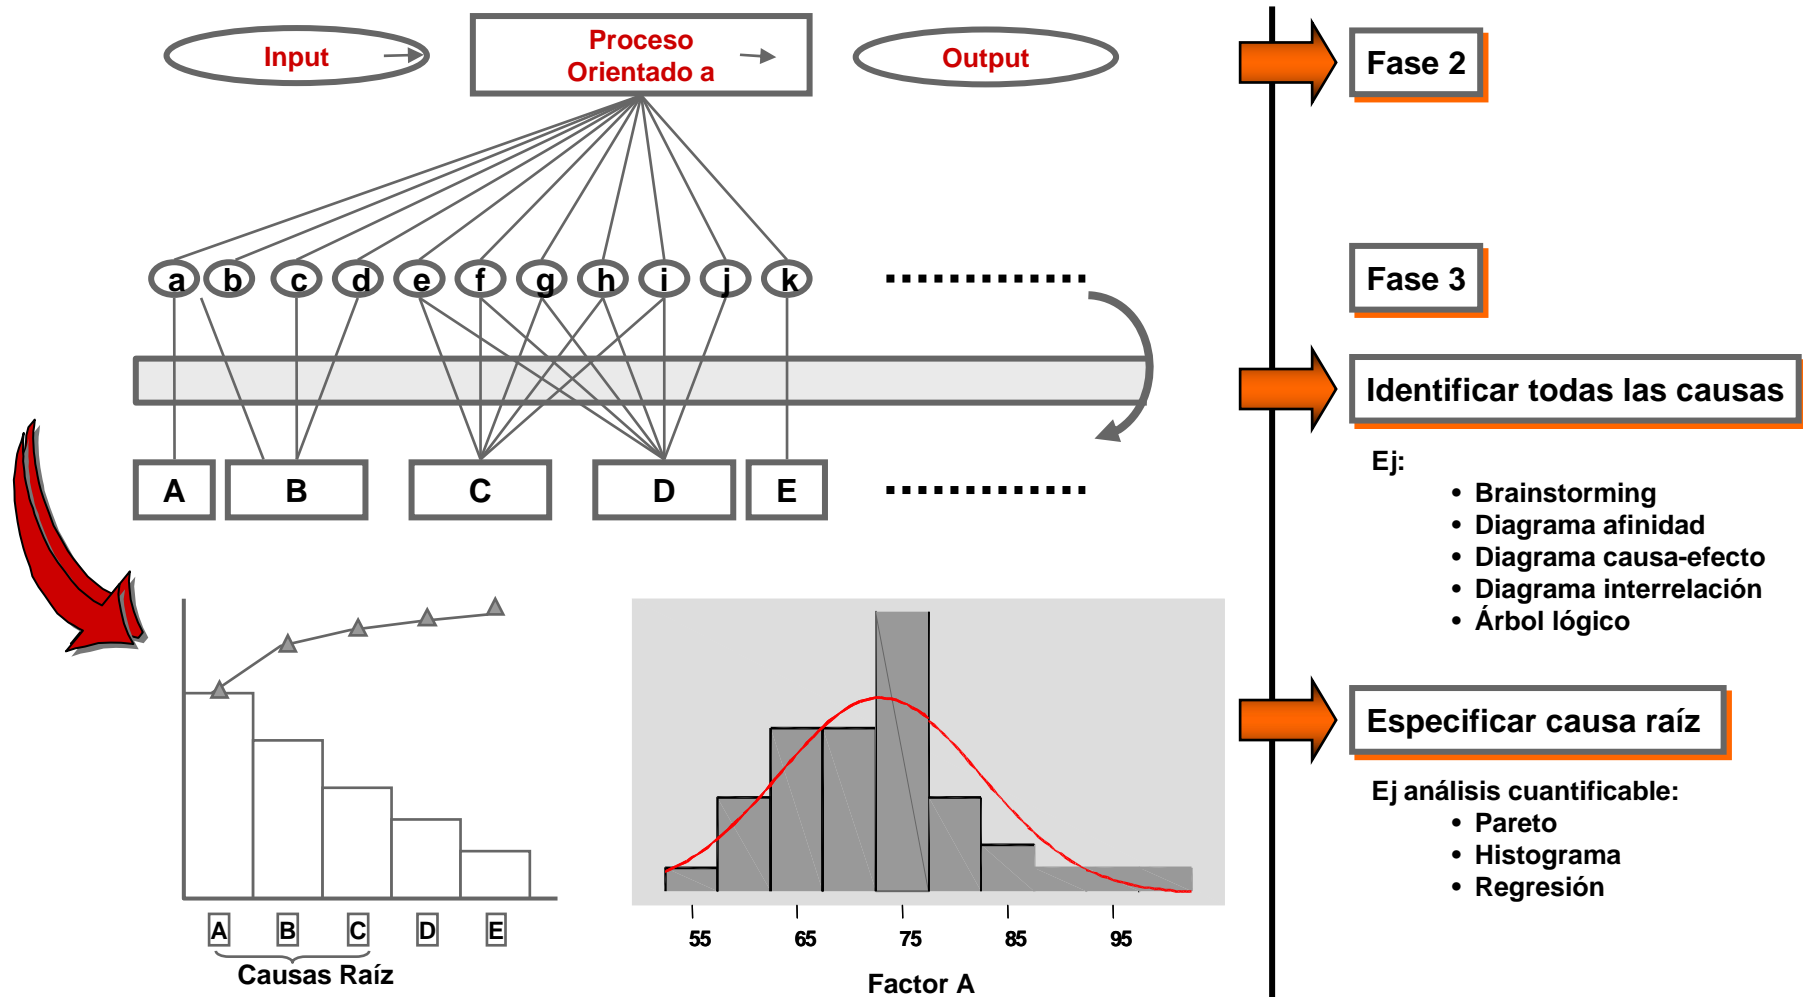 Input
Proceso
Orientado a
Output
a b c d e f g h i j k
A B C D E
A B C D E
Causas Raíz
55 65 75 85 95
Factor A
Fase 2
Fase 3
Identificar todas las causas
Ej:
• Brainstorming
• Diagrama afinidad
• Diagrama causa-efecto
• Diagrama interrelación
• Árbol lógico
Especificar causa raíz
Ej análisis cuantificable:
• Pareto
• Histograma
• Regresión